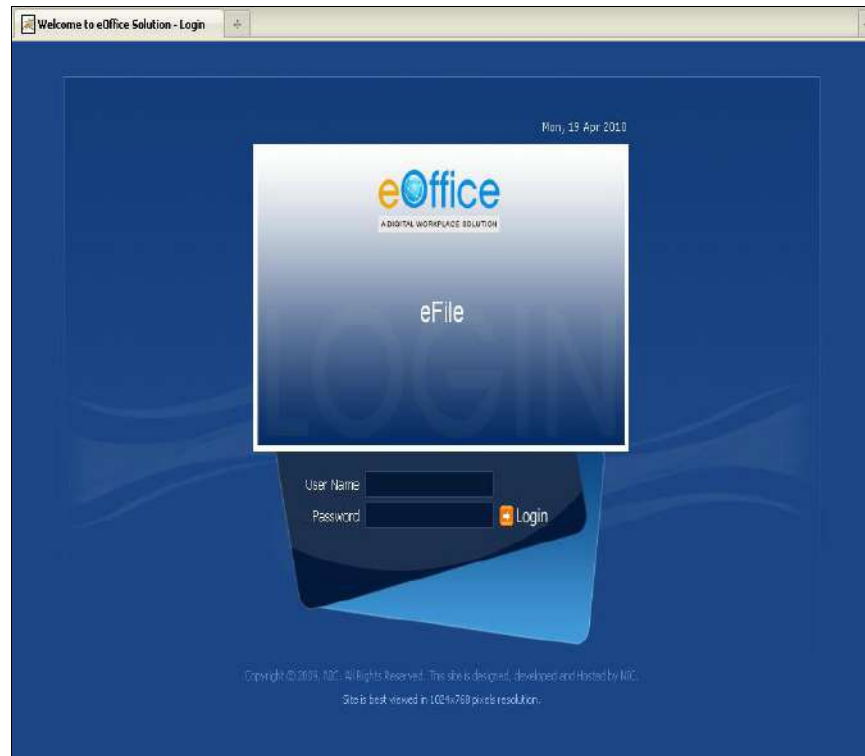 Welcome to eOffice Solution - Login
Mon, 19 Apr 2010
eOffice
A DIGITAL WORKPLACE SOLUTION
eFile
LOGIN
User Name
Password
Login
Copyright © 2009, NIC. All Rights Reserved. This site is designed, developed and Hosted by NIC.
Site is best viewed in 1024x768 pixels resolution.